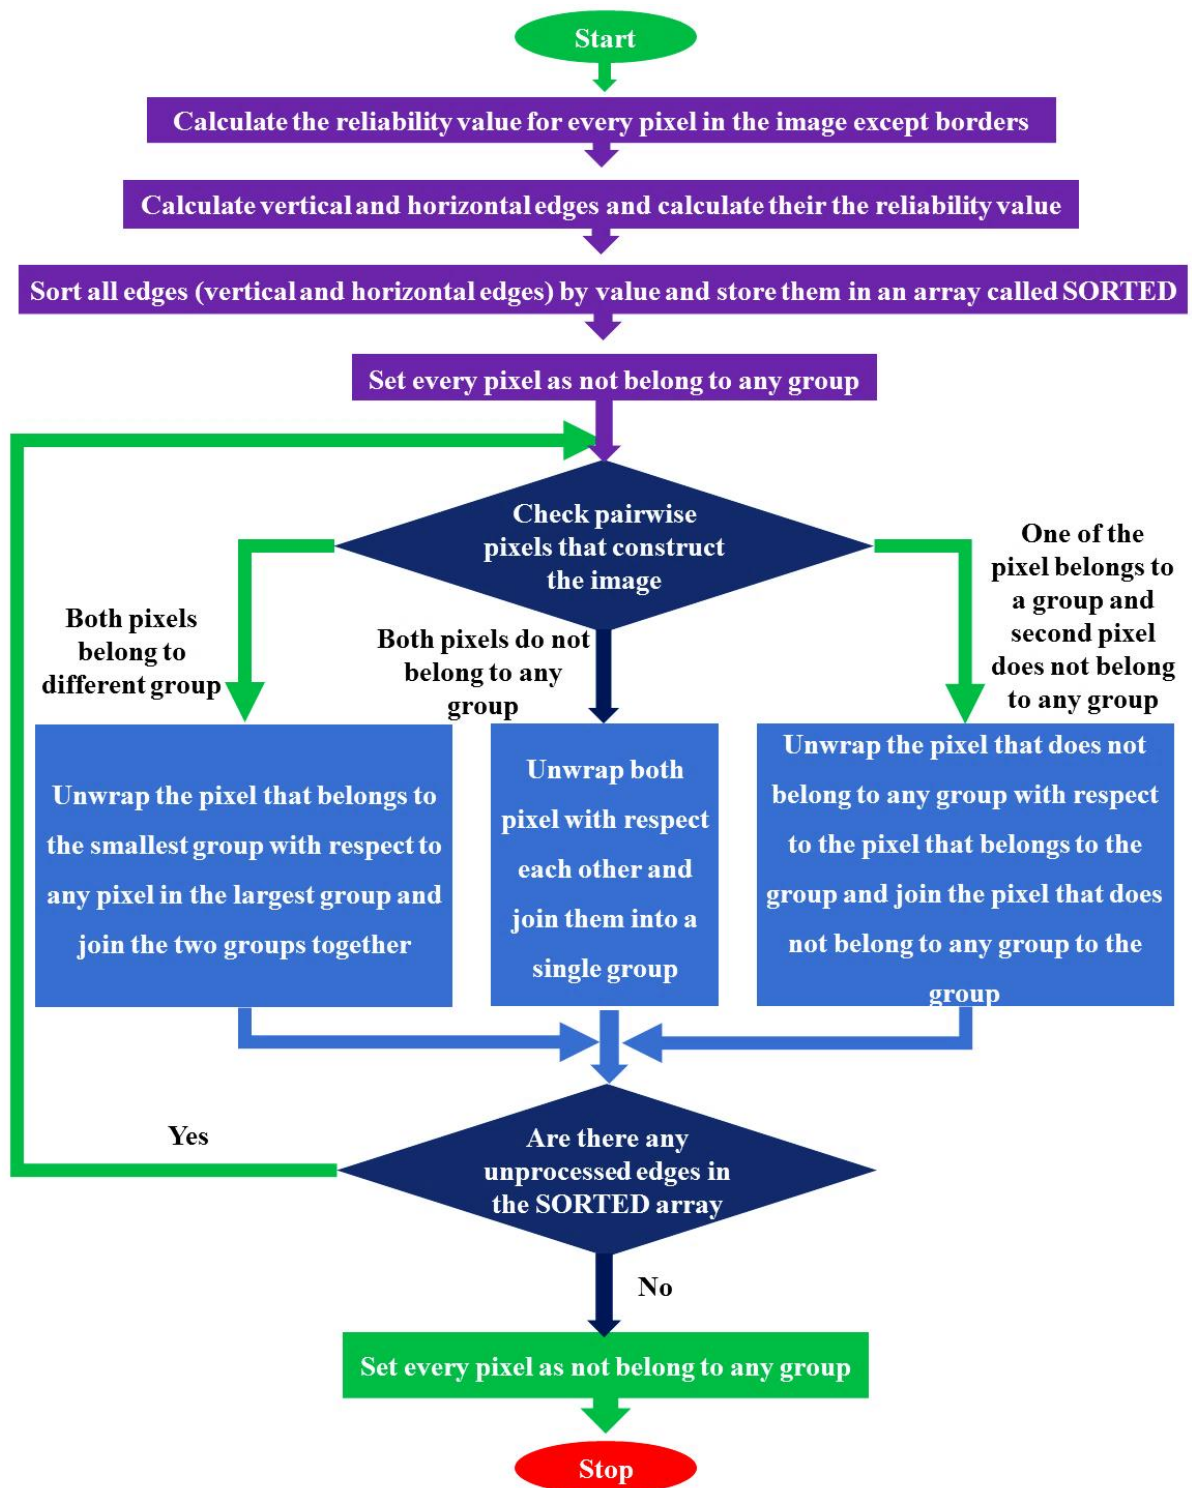 Start
Calculate the reliability value for every pixel in the image except borders
Calculate vertical and horizontal edges and calculate their the reliability value
Sort all edges (vertical and horizontal edges) by value and store them in an array called SORTED
Set every pixel as not belong to any group
Check pairwise
pixels that construct
the image
Both pixels
belong to
different group
Both pixels do not
belong to any
group
One of the
pixel belongs to
a group and
second pixel
does not belong
to any group
Unwrap the pixel that belongs to
the smallest group with respect to
any pixel in the largest group and
join the two groups together
Unwrap both
pixel with respect
each other and
join them into a
single group
Unwrap the pixel that does not
belong to any group with respect
to the pixel that belongs to the
group and join the pixel that does
not belong to any group to the
group
Are there any
unprocessed edges in
the SORTED array
Yes
No
Set every pixel as not belong to any group
Stop